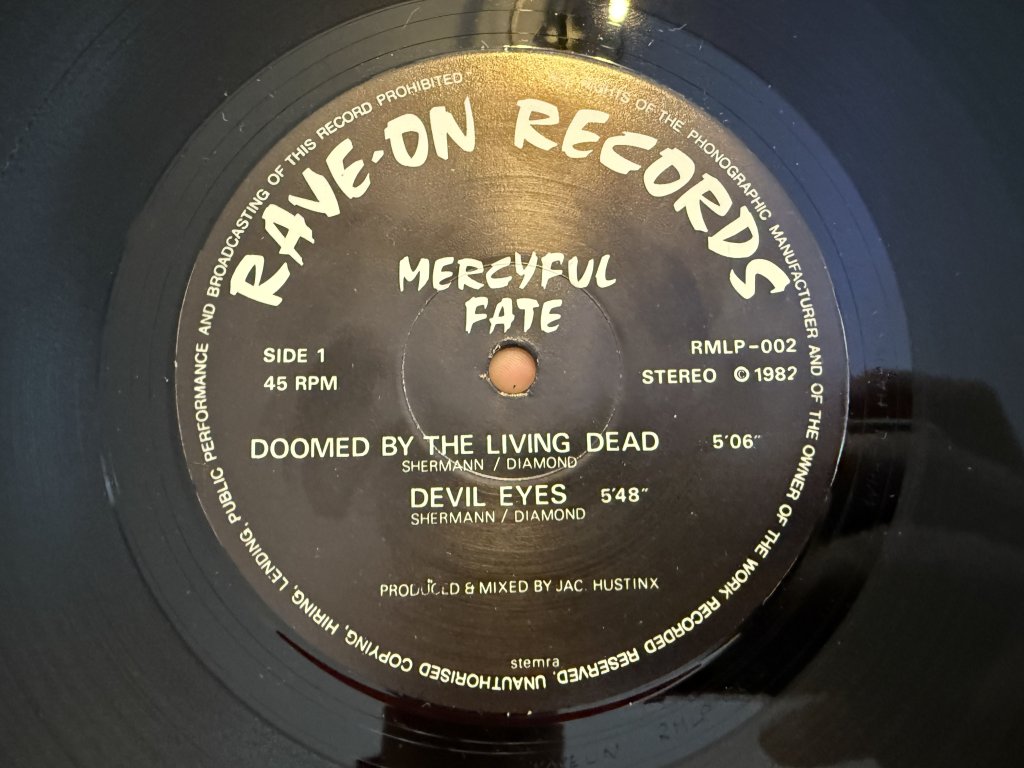 RAVE-ON RECORDS
MERCYFUL
FATE
SIDE 1
45 RPM
RMLP-002
STEREO © 1982
DOOMED BY THE LIVING DEAD 5'06"
SHERMANN / DIAMOND
DEVIL EYES 5'48"
SHERMANN / DIAMOND
PRODUCED & MIXED BY JAC. HUSTINX
stemra
RIGHTS OF THE PHONOGRAPHIC MANUFACTURER AND OF THE OWNER OF THE WORK RECORDED RESERVED. UNAUTHORISED COPYING, HIRING, LENDING, PUBLIC PERFORMANCE AND BROADCASTING OF THIS RECORD PROHIBITED